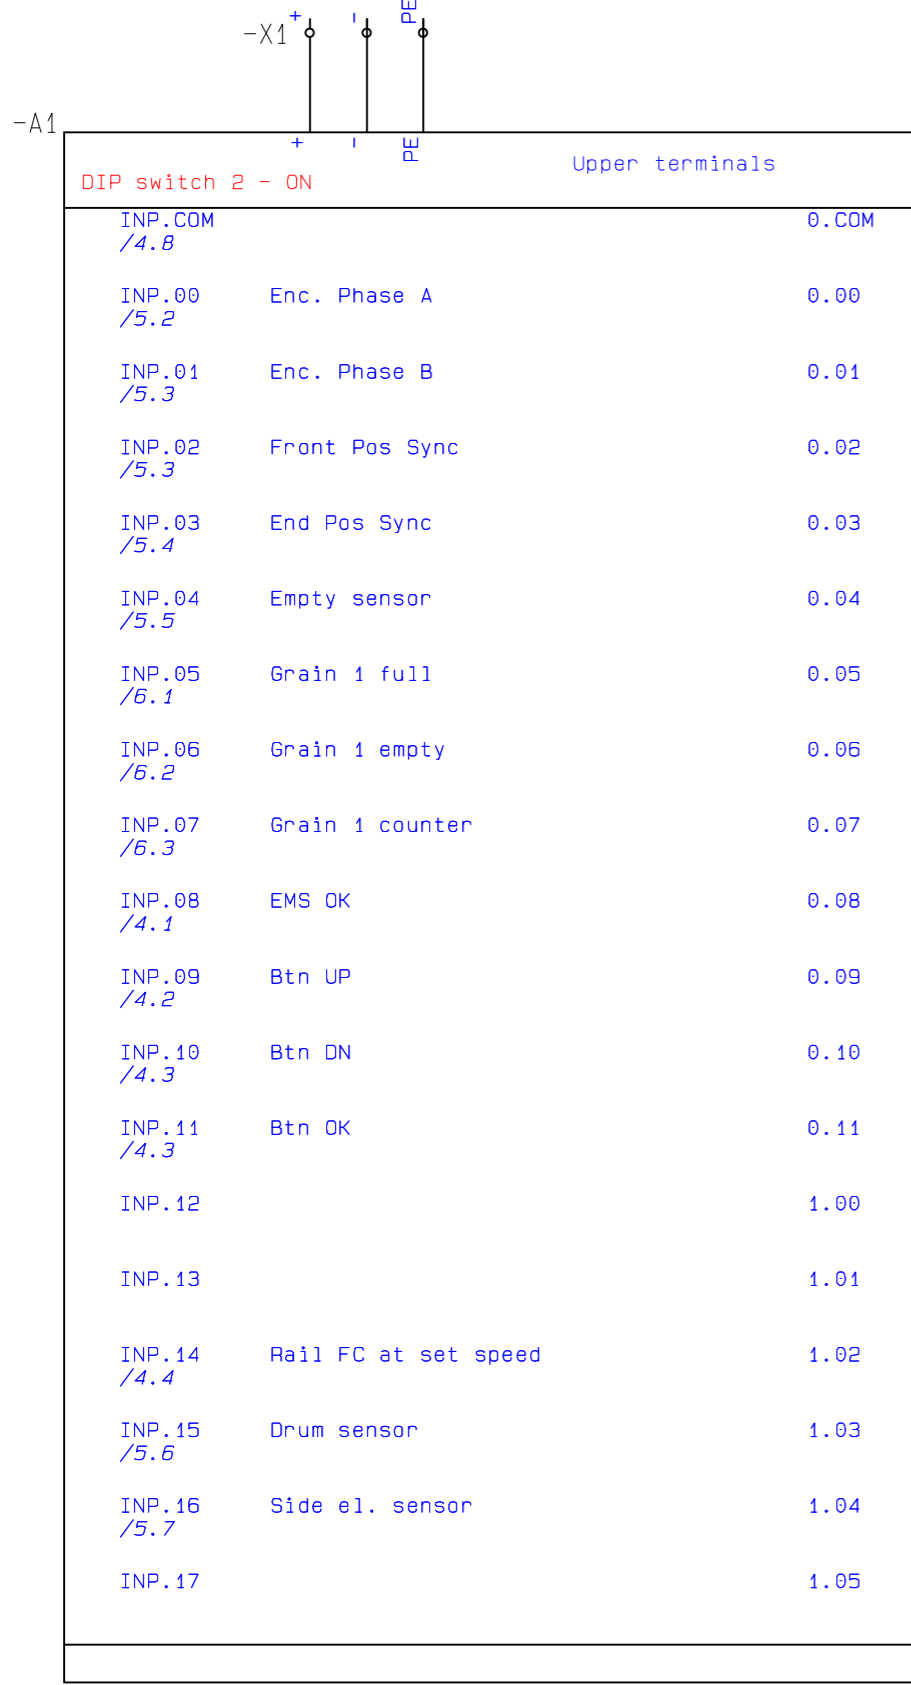 + - PE
-X1
-A1
+ - PE
Upper terminals
DIP switch 2 - ON
INP.COM 0.COM
/4.8
INP.00 Enc. Phase A 0.00
/5.2
INP.01 Enc. Phase B 0.01
/5.3
INP.02 Front Pos Sync 0.02
/5.3
INP.03 End Pos Sync 0.03
/5.4
INP.04 Empty sensor 0.04
/5.5
INP.05 Grain 1 full 0.05
/6.1
INP.06 Grain 1 empty 0.06
/6.2
INP.07 Grain 1 counter 0.07
/6.3
INP.08 EMS OK 0.08
/4.1
INP.09 Btn UP 0.09
/4.2
INP.10 Btn DN 0.10
/4.3
INP.11 Btn OK 0.11
/4.3
INP.12 1.00
INP.13 1.01
INP.14 Rail FC at set speed 1.02
/4.4
INP.15 Drum sensor 1.03
/5.6
INP.16 Side el. sensor 1.04
/5.7
INP.17 1.05